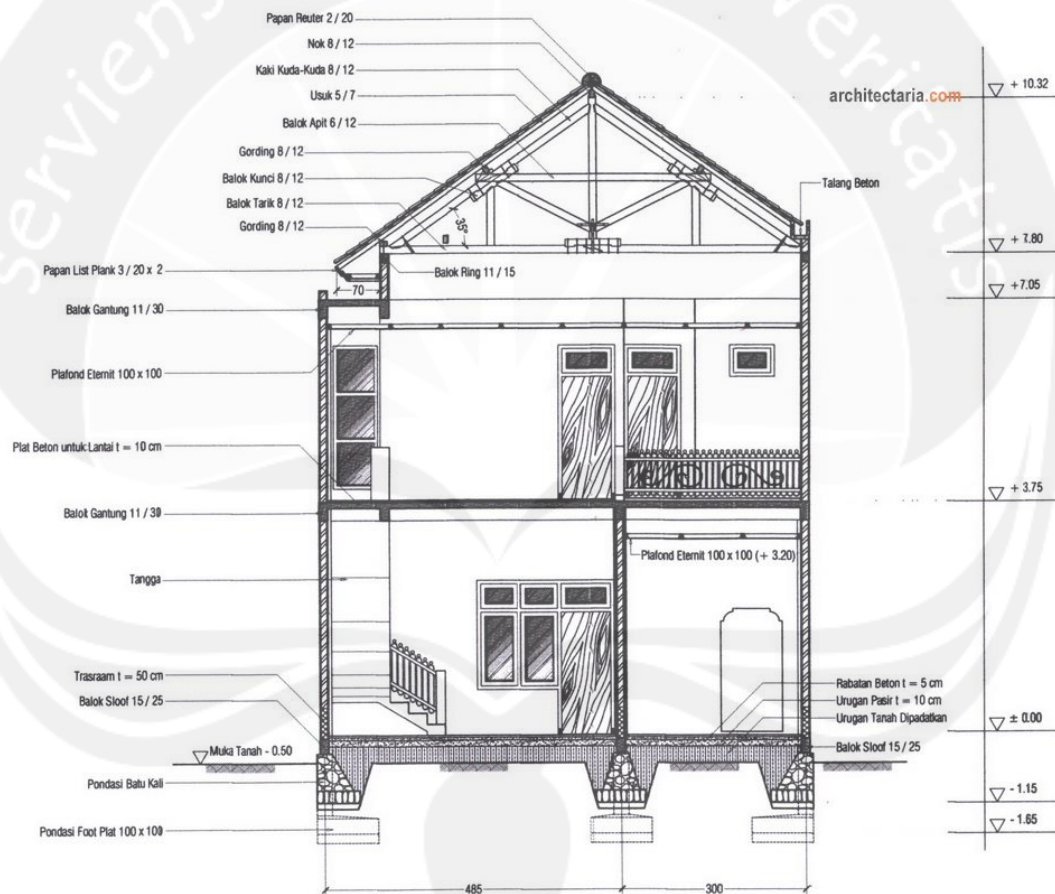 serviens
veritatis
Papan Reuter 2 / 20
Nok 8 / 12
Kaki Kuda-Kuda 8 / 12
Usuk 5 / 7
Balok Apit 6 / 12
Gording 8 / 12
Balok Kunci 8 / 12
Balok Tarik 8 / 12
Gording 8 / 12
Papan List Plank 3 / 20 x 2
Balok Gantung 11 / 30
Plafond Eternit 100 x 100
Plat Beton untuk Lantai t = 10 cm
Balok Gantung 11 / 30
Tangga
Trasraam t = 50 cm
Balok Sloof 15 / 25
Muka Tanah - 0.50
Pondasi Batu Kali
Pondasi Foot Plat 100 x 100
35°
70
Balok Ring 11 / 15
Plafond Eternit 100 x 100 (+ 3.20)
architectaria.com
Talang Beton
Rabatan Beton t = 5 cm
Urugan Pasir t = 10 cm
Urugan Tanah Dipadatkan
Balok Sloof 15 / 25
+ 10.32
+ 7.80
+7.05
+ 3.75
± 0.00
- 1.15
- 1.65
485
300